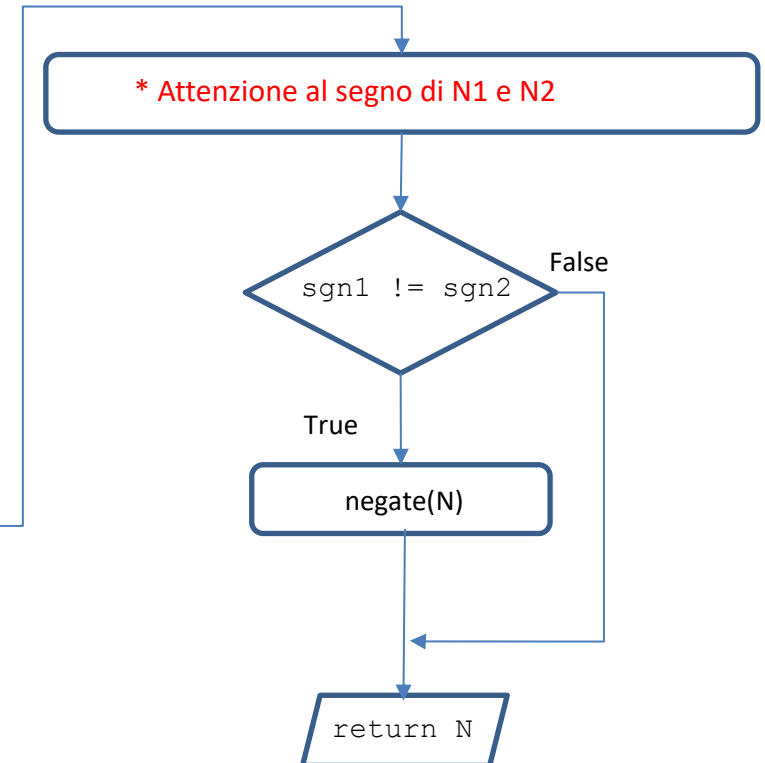 * Attenzione al segno di N1 e N2
sgn1 != sgn2
False
True
negate(N)
return N